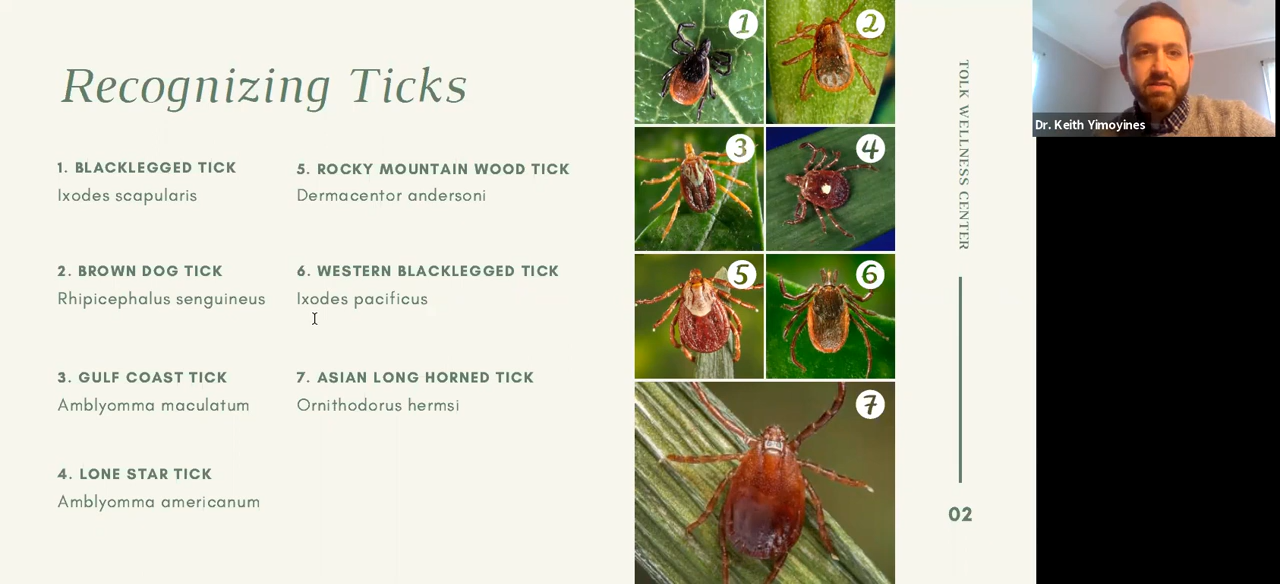 Recognizing Ticks
1. BLACKLEGGED TICK
Ixodes scapularis
2. BROWN DOG TICK
Rhipicephalus senguineus
3. GULF COAST TICK
Amblyomma maculatum
4. LONE STAR TICK
Amblyomma americanum
5. ROCKY MOUNTAIN WOOD TICK
Dermacentor andersoni
6. WESTERN BLACKLEGGED TICK
Ixodes pacificus
7. ASIAN LONG HORNED TICK
Ornithodorus hermsi
1
2
3
4
5
6
7
TOLK WELLNESS CENTER
02
Dr. Keith Yimoyines